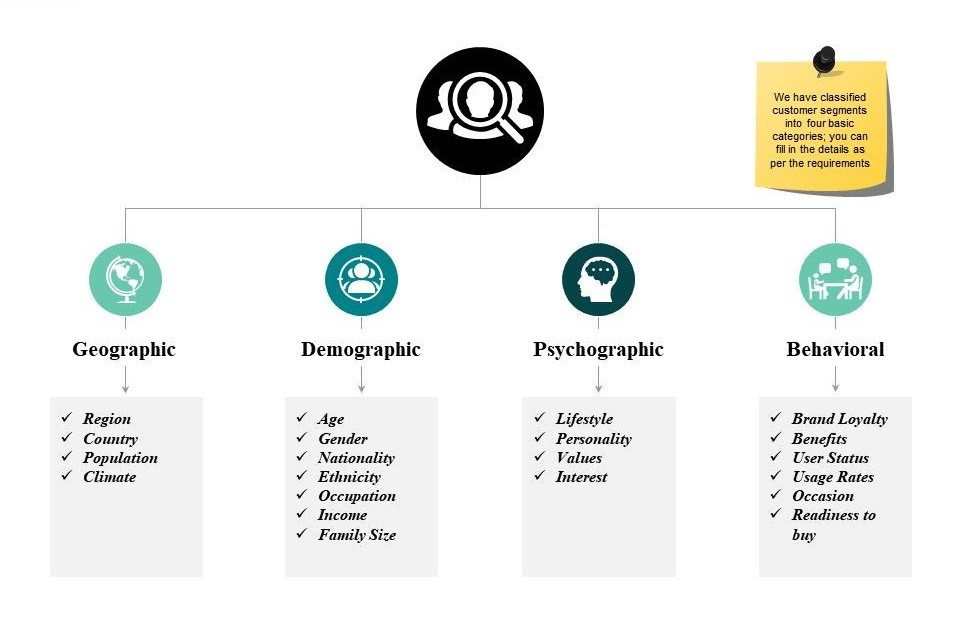 We have classified
customer segments
into four basic
categories; you can
fill in the details as
per the requirements
Geographic
Region
Country
Population
Climate
Demographic
Age
Gender
Nationality
Ethnicity
Occupation
Income
Family Size
Psychographic
Lifestyle
Personality
Values
Interest
Behavioral
Brand Loyalty
Benefits
User Status
Usage Rates
Occasion
Readiness to
buy